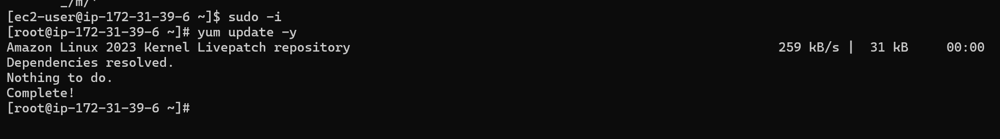 _/m/'
[ec2-user@ip-172-31-39-6 ~]$ sudo -i
[root@ip-172-31-39-6 ~]# yum update -y
Amazon Linux 2023 Kernel Livepatch repository 259 kB/s | 31 kB 00:00
Dependencies resolved.
Nothing to do.
Complete!
[root@ip-172-31-39-6 ~]#